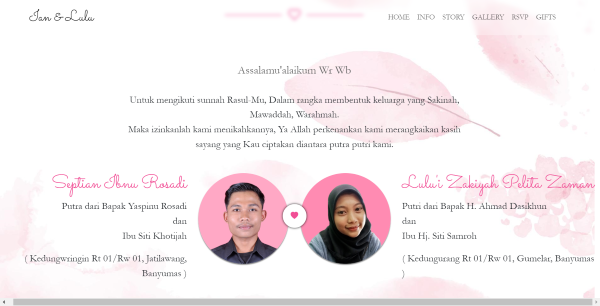 Ian & Lulu
HOME INFO STORY GALLERY RSVP GIFTS
Assalamu'alaikum Wr Wb
Untuk mengikuti sunnah Rasul-Mu, Dalam rangka membentuk keluarga yang Sakinah,
Mawaddah, Warahmah.
Maka izinkanlah kami menikahkannya, Ya Allah perkenankan kami merangkaikan kasih
sayang yang Kau ciptakan diantara putra putri kami.
Septian Ibnu Rosadi
Putra dari Bapak Yaspinu Rosadi
dan
Ibu Siti Khotijah
( Kedungwringin Rt 01/Rw 01, Jatilawang,
Banyumas )
Lulu'i Zakiyah Pelita Zaman
Putri dari Bapak H. Ahmad Dasikhun
dan
Ibu Hj. Siti Samroh
( Kedungurang Rt 01/Rw 01, Gumelar, Banyumas
)